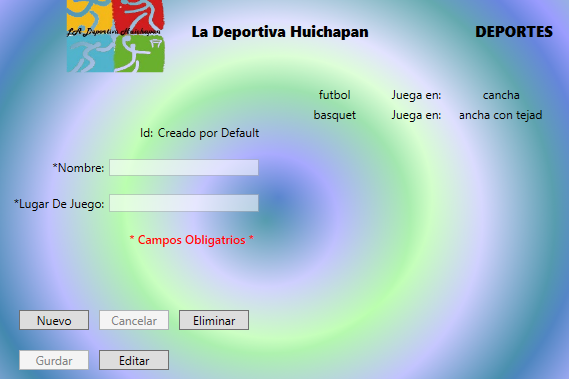 LA Deportiva Huichapan
La Deportiva Huichapan
DEPORTES
futbol Juega en: cancha
basquet Juega en: ancha con tejad
Id: Creado por Default
*Nombre:
*Lugar De Juego:
* Campos Obligatrios *
Nuevo Cancelar Eliminar
Gurdar Editar